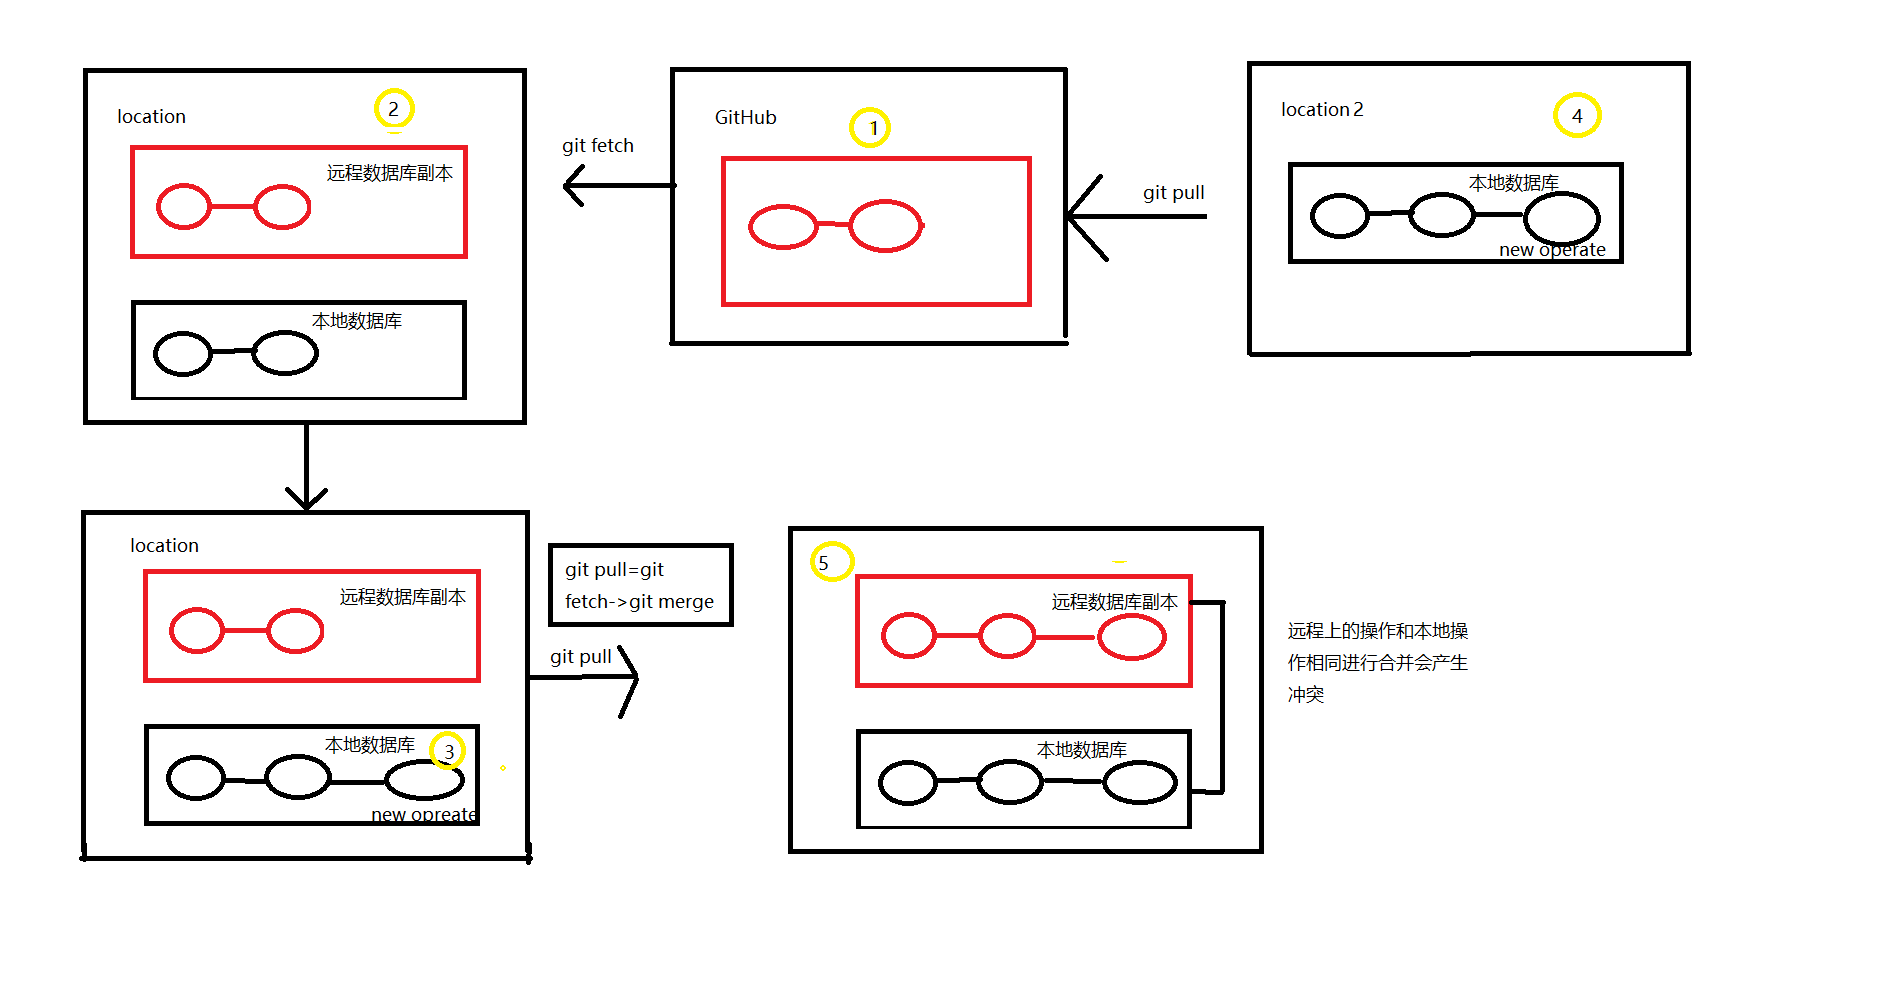 location
2
远程数据库副本
本地数据库
git fetch
GitHub
1
git pull
location 2
4
本地数据库
new operate
location
远程数据库副本
本地数据库
3
new opreate
git pull=git
fetch->git merge
git pull
5
远程数据库副本
本地数据库
远程上的操作和本地操
作相同进行合并会产生
冲突